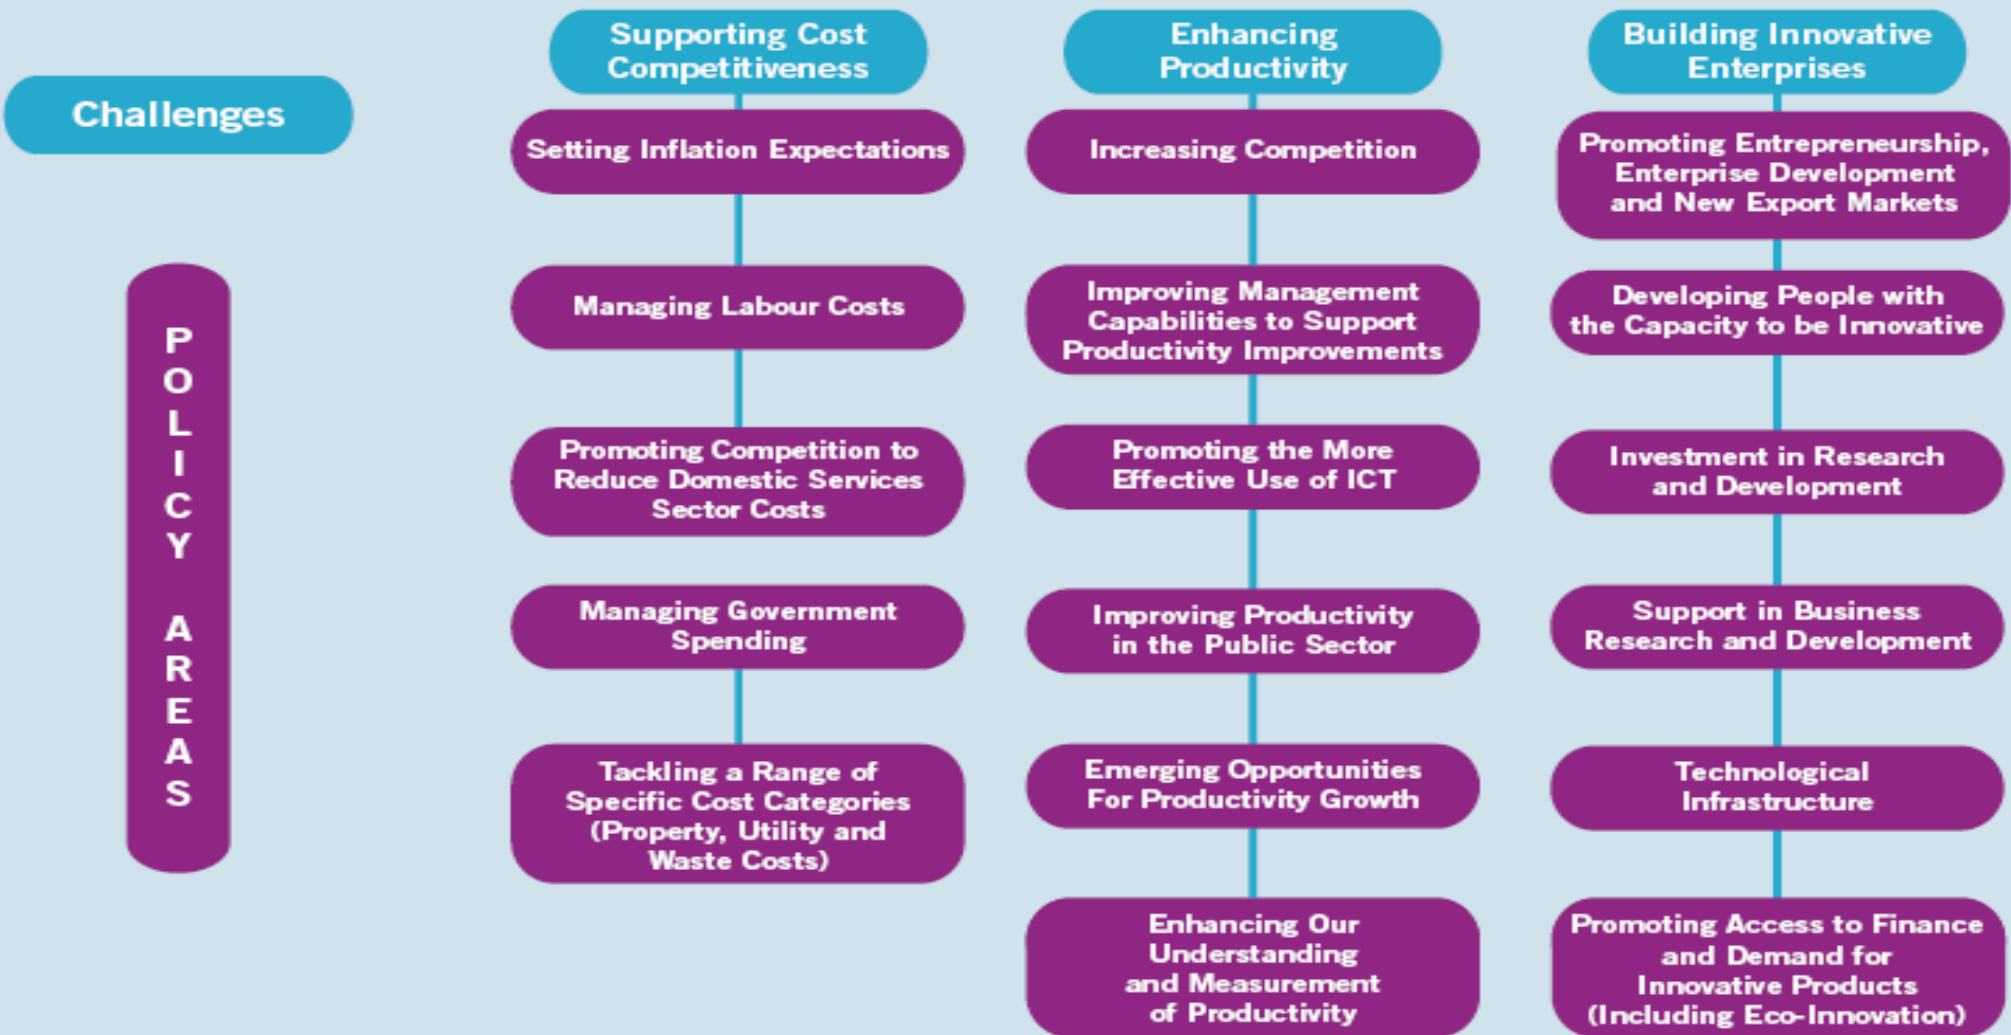 Challenges
POLICY AREAS
Supporting Cost
Competitiveness
Setting Inflation Expectations
Managing Labour Costs
Promoting Competition to
Reduce Domestic Services
Sector Costs
Managing Government
Spending
Tackling a Range of
Specific Cost Categories
(Property, Utility and
Waste Costs)
Enhancing
Productivity
Increasing Competition
Improving Management
Capabilities to Support
Productivity Improvements
Promoting the More
Effective Use of ICT
Improving Productivity
in the Public Sector
Emerging Opportunities
For Productivity Growth
Enhancing Our
Understanding
and Measurement
of Productivity
Building Innovative
Enterprises
Promoting Entrepreneurship,
Enterprise Development
and New Export Markets
Developing People with
the Capacity to be Innovative
Investment in Research
and Development
Support in Business
Research and Development
Technological
Infrastructure
Promoting Access to Finance
and Demand for
Innovative Products
(Including Eco-Innovation)